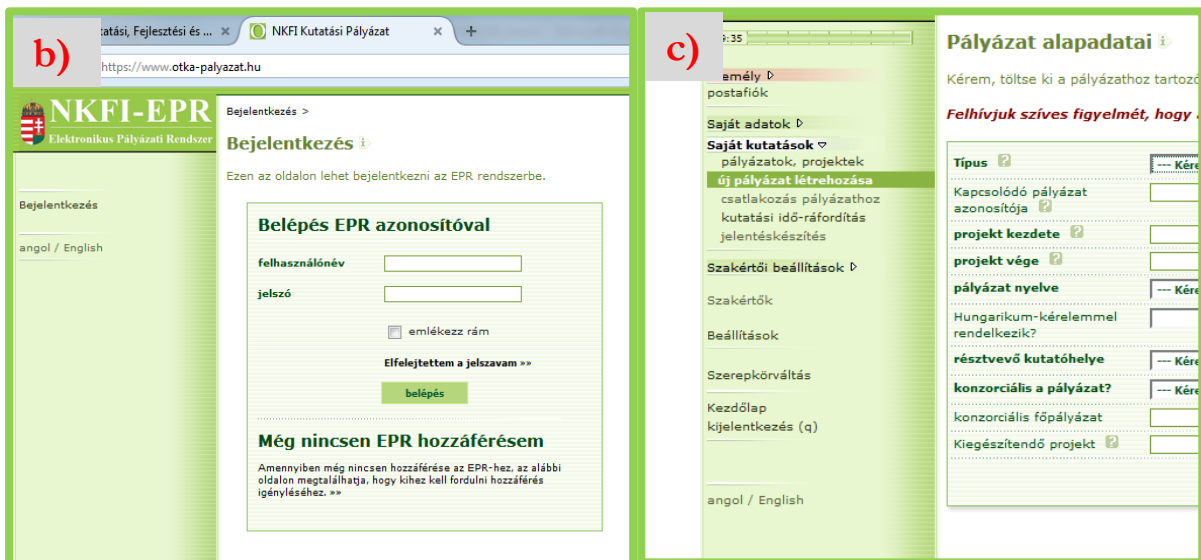 b)
tatási, Fejlesztési és ... ×
NKFI Kutatási Pályázat ×
https://www.otka-palyazat.hu
NKFI-EPR
Elektronikus Pályázati Rendszer
Bejelentkezés
angol / English
Bejelentkezés >
Bejelentkezés
Ezen az oldalon lehet bejelentkezni az EPR rendszerbe.
Belépés EPR azonosítóval
felhasználónév
jelszó
emlékezz rám
Elfelejtettem a jelszavam »»
belépés
Még nincsen EPR hozzáférésem
Amennyiben még nincsen hozzáférése az EPR-hez, az alábbi
oldalon megtalálhatja, hogy kihez kell fordulni hozzáférés
igényléséhez. »»
c)
9:35
személy
postafiók
Saját adatok
Saját kutatások
pályázatok, projektek
új pályázat létrehozása
csatlakozás pályázathoz
kutatási idő-ráfordítás
jelentéskészítés
Szakértői beállítások
Szakértők
Beállítások
Szerepkörváltás
Kezdőlap
kijelentkezés (q)
angol / English
Pályázat alapadatai
Kérem, töltse ki a pályázathoz tartozó
Felhívjuk szíves figyelmét, hogy
Típus ? --- Kére
Kapcsolódó pályázat
azonosítója ?
projekt kezdete ?
projekt vége ?
pályázat nyelve --- Kére
Hungarikum-kérelemmel
rendelkezik?
résztvevő kutatóhelye --- Kére
konzorciális a pályázat? --- Kére
konzorciális főpályázat
Kiegészítendő projekt ?